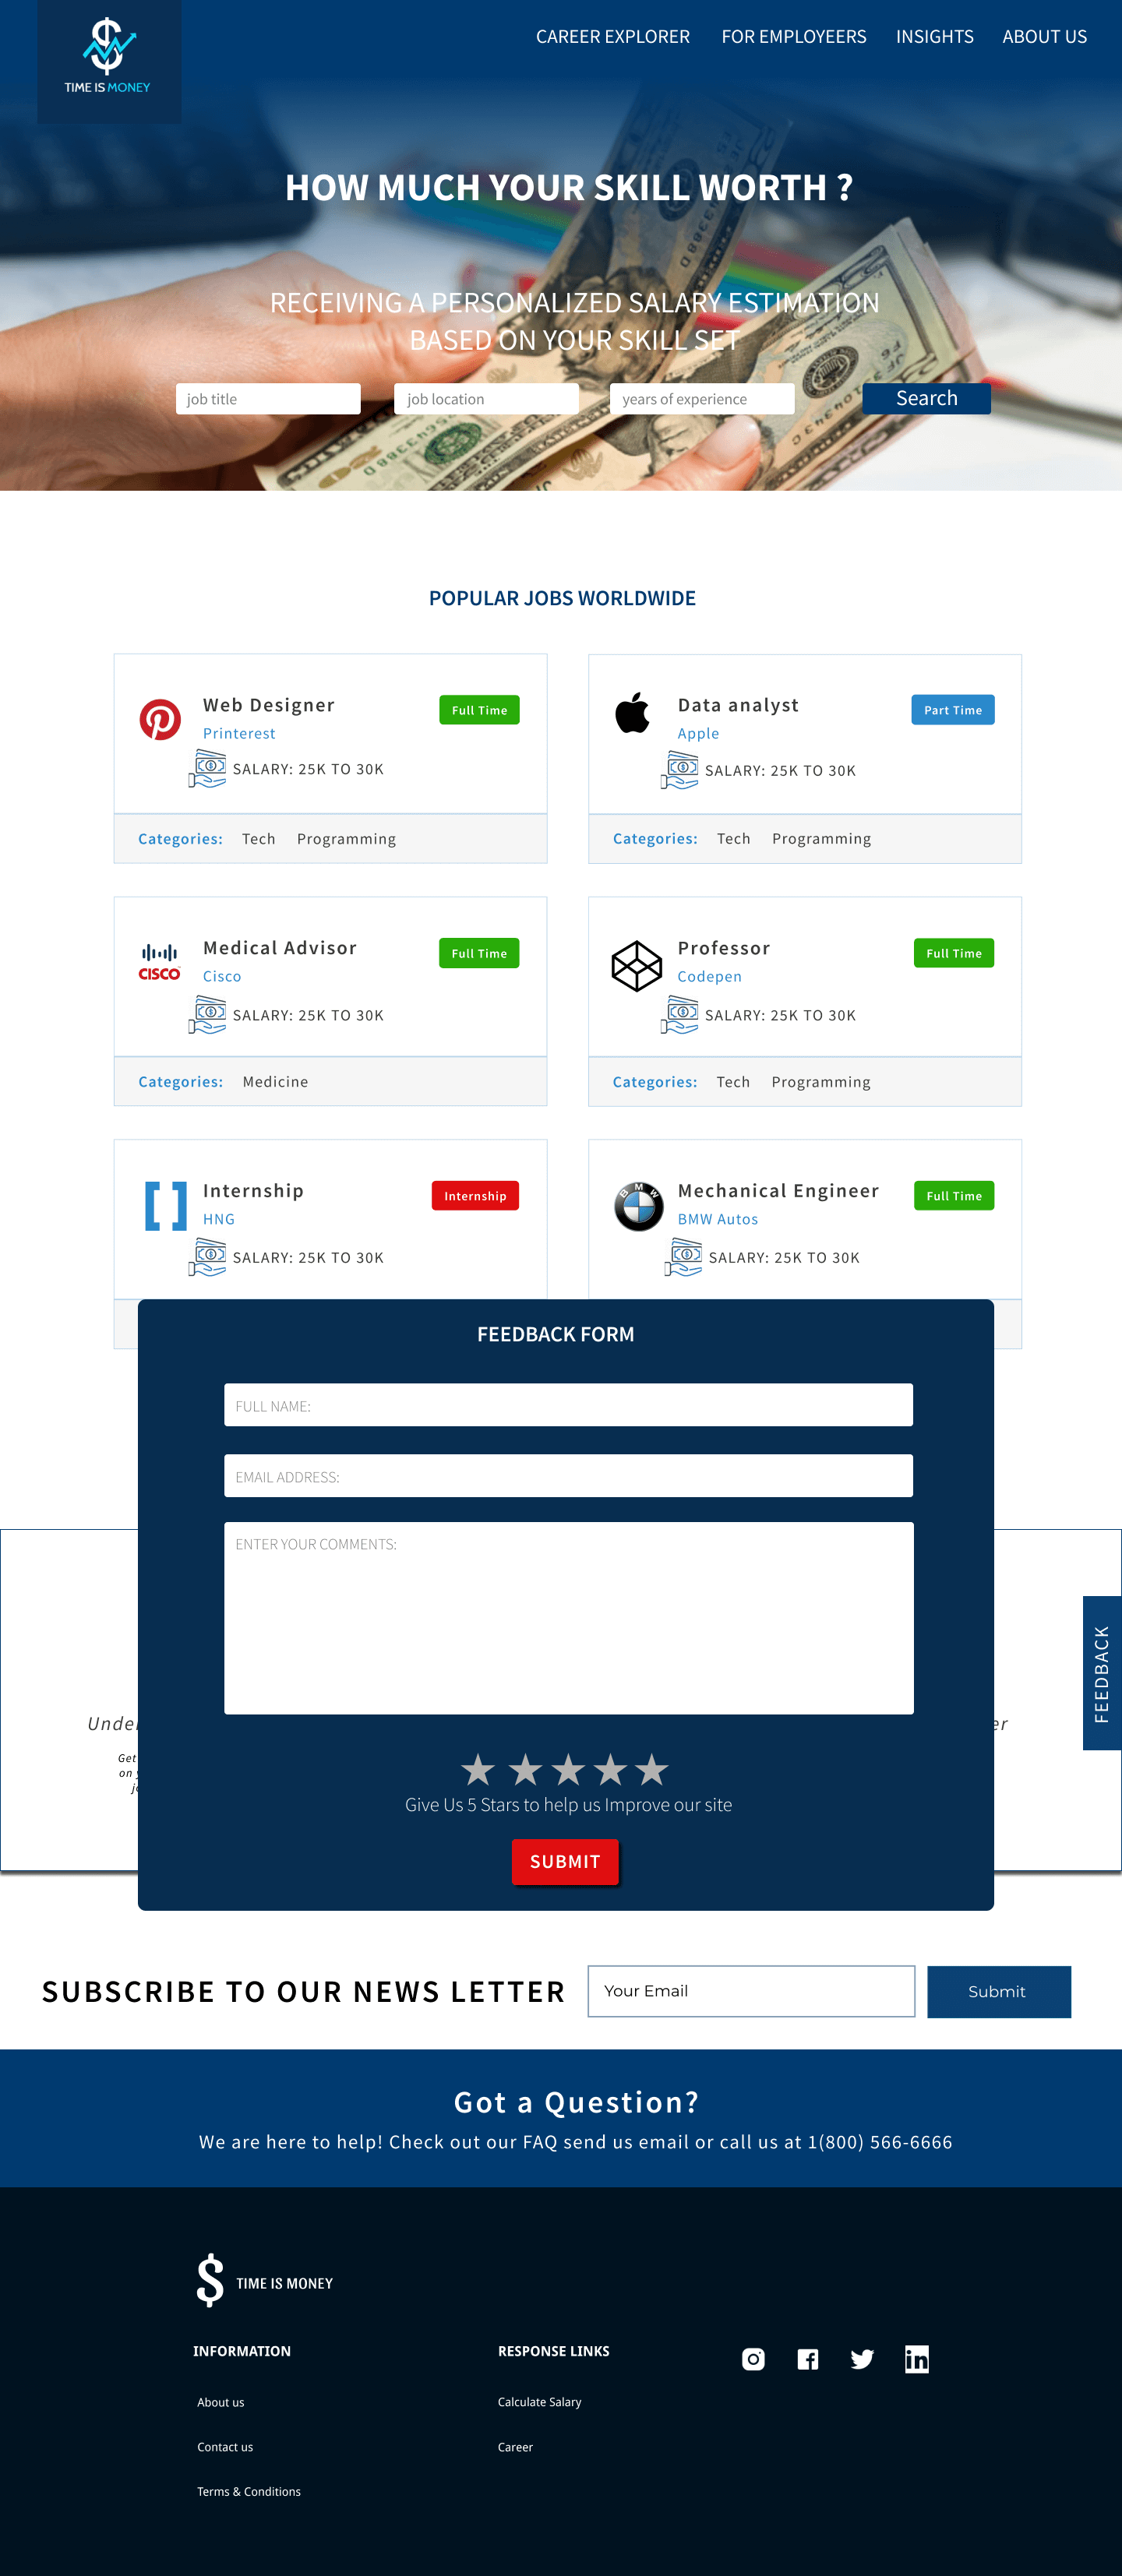 TIME IS MONEY
CAREER EXPLORER FOR EMPLOYEERS INSIGHTS ABOUT US
HOW MUCH YOUR SKILL WORTH ?
RECEIVING A PERSONALIZED SALARY ESTIMATION
BASED ON YOUR SKILL SET
job title job location years of experience Search
POPULAR JOBS WORLDWIDE
Web Designer Full Time
Printerest
SALARY: 25K TO 30K
Categories: Tech Programming
Data analyst Part Time
Apple
SALARY: 25K TO 30K
Categories: Tech Programming
CISCO
Medical Advisor Full Time
Cisco
SALARY: 25K TO 30K
Categories: Medicine
Professor Full Time
Codepen
SALARY: 25K TO 30K
Categories: Tech Programming
Internship Internship
HNG
SALARY: 25K TO 30K
BMW
Mechanical Engineer Full Time
BMW Autos
SALARY: 25K TO 30K
FEEDBACK FORM
FULL NAME:
EMAIL ADDRESS:
ENTER YOUR COMMENTS:
FEEDBACK
Get
on
Give Us 5 Stars to help us Improve our site
SUBMIT
SUBSCRIBE TO OUR NEWS LETTER Your Email Submit
Got a Question?
We are here to help! Check out our FAQ send us email or call us at 1(800) 566-6666
TIME IS MONEY
INFORMATION
About us
Contact us
Terms & Conditions
RESPONSE LINKS
Calculate Salary
Career
in